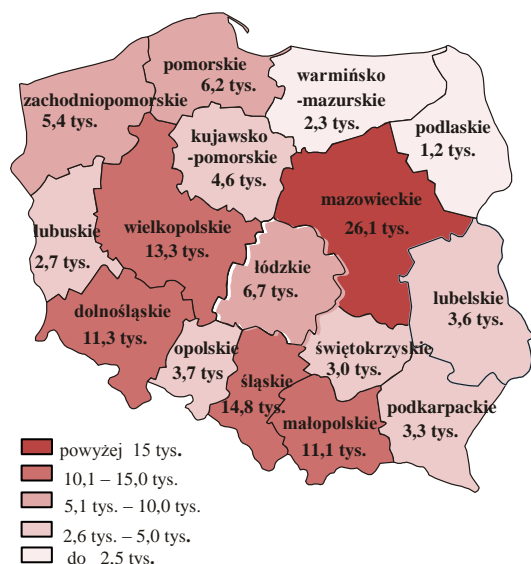 pomorskie
6,2 tys.
zachodniopomorskie
5,4 tys.
warmińsko
-mazurskie
2,3 tys.
podlaskie
1,2 tys.
kujawsko
-pomorskie
4,6 tys.
mazowieckie
26,1 tys.
lubuskie
2,7 tys.
wielkopolskie
13,3 tys.
łódzkie
6,7 tys.
lubelskie
3,6 tys.
dolnośląskie
11,3 tys.
opolskie
3,7 tys.
śląskie
14,8 tys.
świętokrzyskie
3,0 tys.
małopolskie
11,1 tys.
podkarpackie
3,3 tys.
powyżej 15 tys.
10,1 – 15,0 tys.
5,1 tys. – 10,0 tys.
2,6 tys. – 5,0 tys.
do 2,5 tys.